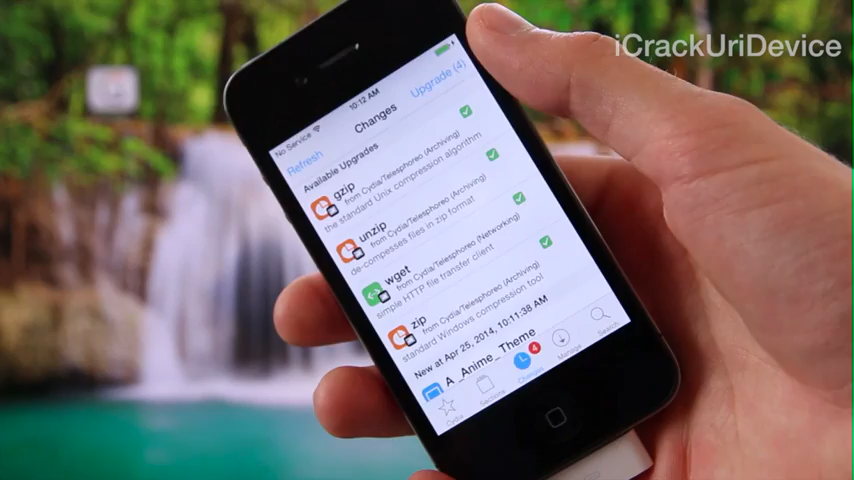 iCrackUriDevice
No Service 10:12 AM
Refresh Changes Upgrade (4)
Available Upgrades
gzip
from Cydia/Telesphoreo (Archiving)
the standard Unix compression algorithm
unzip
from Cydia/Telesphoreo (Archiving)
de-compesses files in zip format
wget
from Cydia/Telesphoreo (Networking)
simple HTTP file transfer client
zip
from Cydia/Telesphoreo (Archiving)
standard Windows compression tool
New at Apr 25, 2014, 10:11:38 AM
A _Anime_ Theme
4
Cydia Sections Changes Manage Search